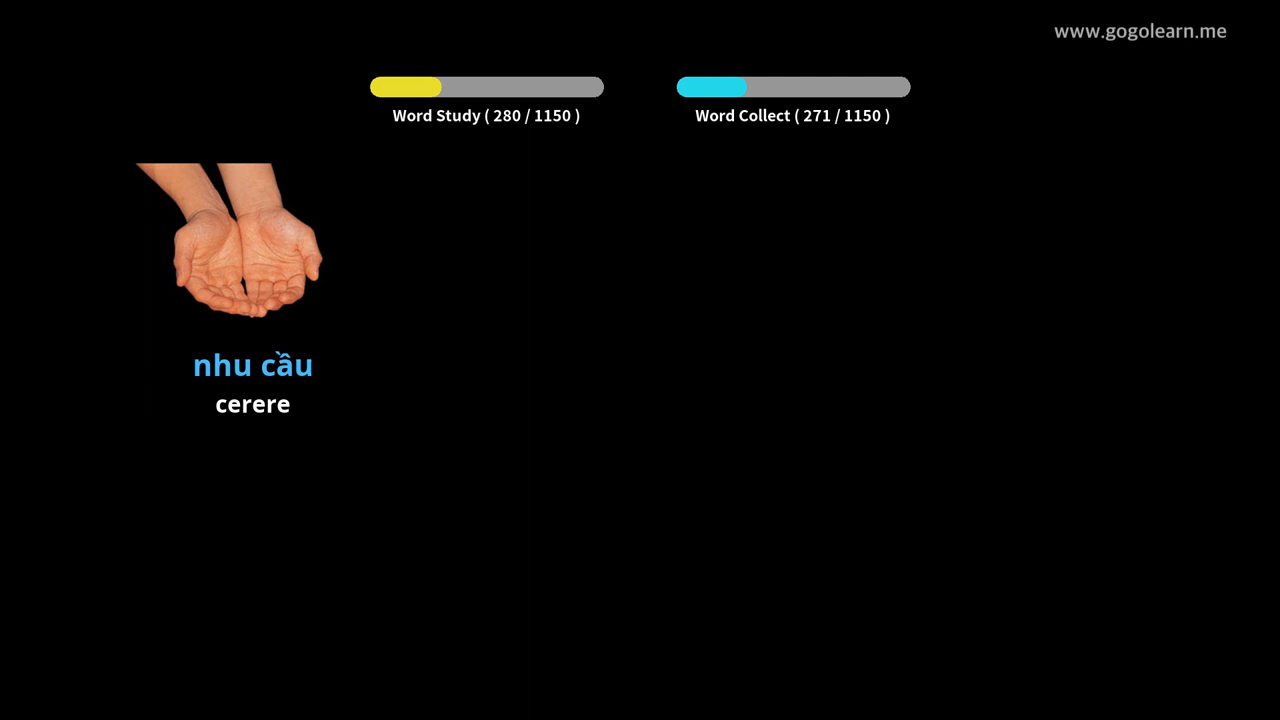 www.gogolearn.me
Word Study ( 280 / 1150 )
Word Collect ( 271 / 1150 )
nhu cầu
cerere